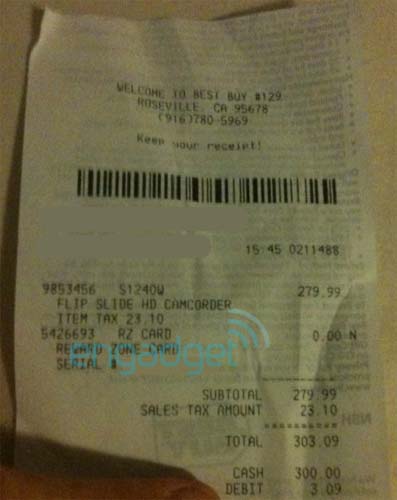 WELCOME TO BEST BUY #129
ROSEVILLE, CA 95678
(916)780-5969
Keep your receipt!
15:45 0211488
9853456 S1240W 279.99
FLIP SLIDE HD CAMCORDER
ITEM TAX 23.10
5426693 RZ CARD 0.00 N
REWARD ZONE CARD
SERIAL #
engadget
SUBTOTAL 279.99
SALES TAX AMOUNT 23.10
TOTAL 303.09
CASH 300.00
DEBIT 3.09